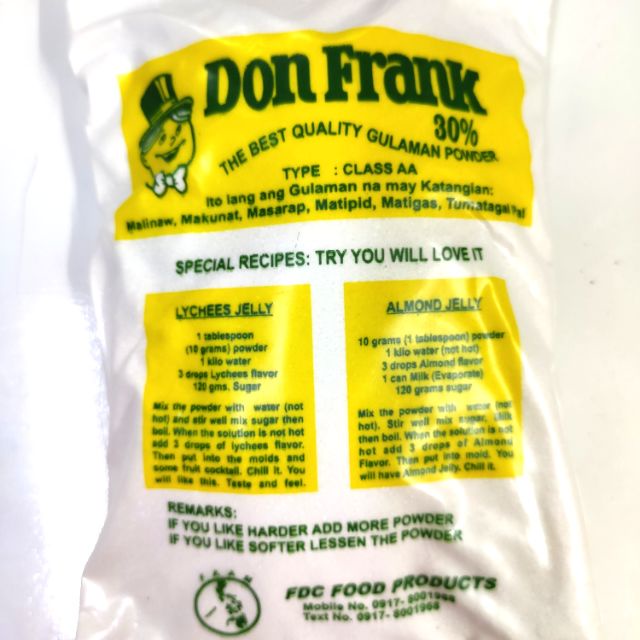 Don Frank
30%
THE BEST QUALITY GULAMAN POWDER
TYPE : CLASS AA
Ito lang ang Gulaman na may Katangian:
Malinaw, Makunat, Masarap, Matipid, Matigas, Tumatagal
SPECIAL RECIPES: TRY YOU WILL LOVE IT
LYCHEES JELLY
1 tablespoon
(10 grams) powder
1 kilo water
3 drops Lychees flavor
120 gms. Sugar
Mix the powder with water (not
hot) and stir well mix sugar then
boil. When the solution is not hot
add 3 drops of lychees flavor.
Then put into the molds and
some fruit cocktail. Chill it. You
will like this. Taste and feel.
ALMOND JELLY
10 grams (1 tablespoon) powder
1 kilo water (not hot)
3 drops Almond flavor
1 can Milk (Evaporate)
120 grams sugar
Mix the powder with water (not
hot). Stir well mix sugar, Milk
then boil. When the solution is not
hot add 3 drops of Almond
Flavor. Then put into mold. You
will have Almond Jelly. Chill it.
REMARKS:
IF YOU LIKE HARDER ADD MORE POWDER
IF YOU LIKE SOFTER LESSEN THE POWDER
FDC FOOD PRODUCTS
Mobile No. 0917- 8001968
Text No. 0917- 8001968